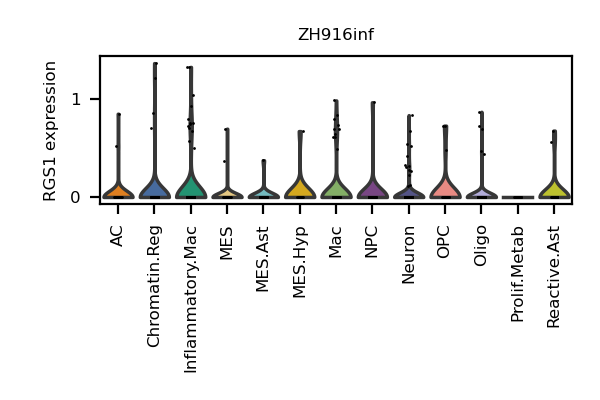 ZH916inf
RGS1 expression
1
0
AC
Chromatin.Reg
Inflammatory.Mac
MES
MES.Ast
MES.Hyp
Mac
NPC
Neuron
OPC
Oligo
Prolif.Metab
Reactive.Ast